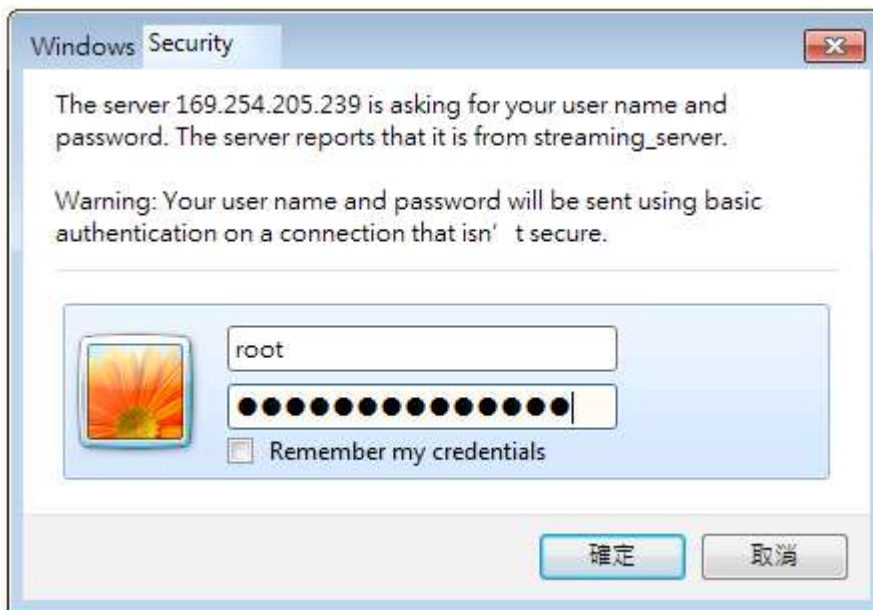 Windows Security
The server 169.254.205.239 is asking for your user name and
password. The server reports that it is from streaming_server.
Warning: Your user name and password will be sent using basic
authentication on a connection that isn’ t secure.
root
●●●●●●●●●●●●●●
Remember my credentials
確定 取消